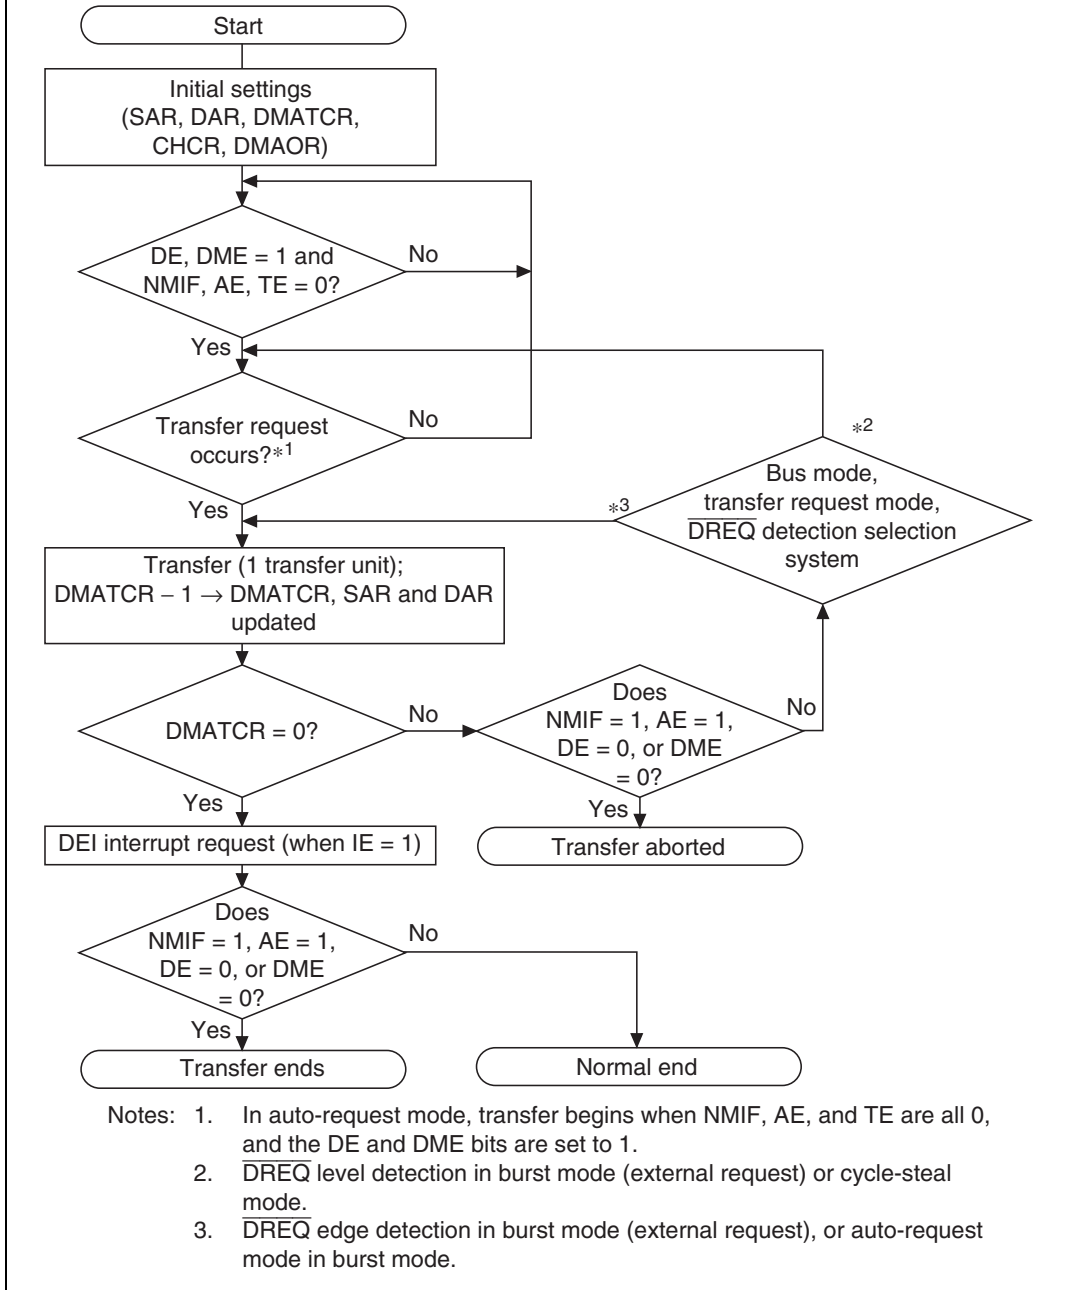 Start
Initial settings
(SAR, DAR, DMATCR,
CHCR, DMAOR)
DE, DME = 1 and
NMIF, AE, TE = 0?
No
Yes
Transfer request
occurs?*1
No
Yes
*2
Bus mode,
transfer request mode,
DREQ detection selection
system
*3
Transfer (1 transfer unit);
DMATCR – 1 → DMATCR, SAR and DAR
updated
DMATCR = 0?
No
Does
NMIF = 1, AE = 1,
DE = 0, or DME
= 0?
No
Yes
Transfer aborted
Yes
DEI interrupt request (when IE = 1)
Does
NMIF = 1, AE = 1,
DE = 0, or DME
= 0?
No
Yes
Transfer ends
Normal end
Notes: 1. In auto-request mode, transfer begins when NMIF, AE, and TE are all 0,
and the DE and DME bits are set to 1.
2. DREQ level detection in burst mode (external request) or cycle-steal
mode.
3. DREQ edge detection in burst mode (external request), or auto-request
mode in burst mode.